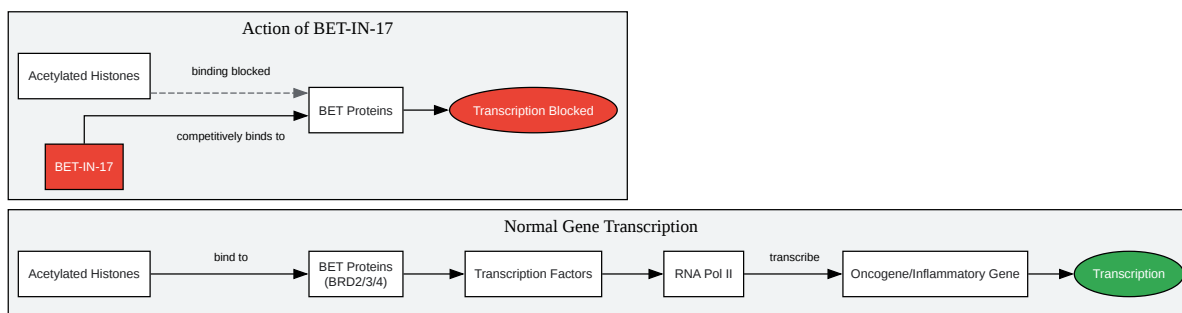 Action of BET-IN-17
Acetylated Histones
binding blocked
BET Proteins
Transcription Blocked
competitively binds to
BET-IN-17
Normal Gene Transcription
Acetylated Histones
bind to
BET Proteins
(BRD2/3/4)
Transcription Factors
RNA Pol II
transcribe
Oncogene/Inflammatory Gene
Transcription